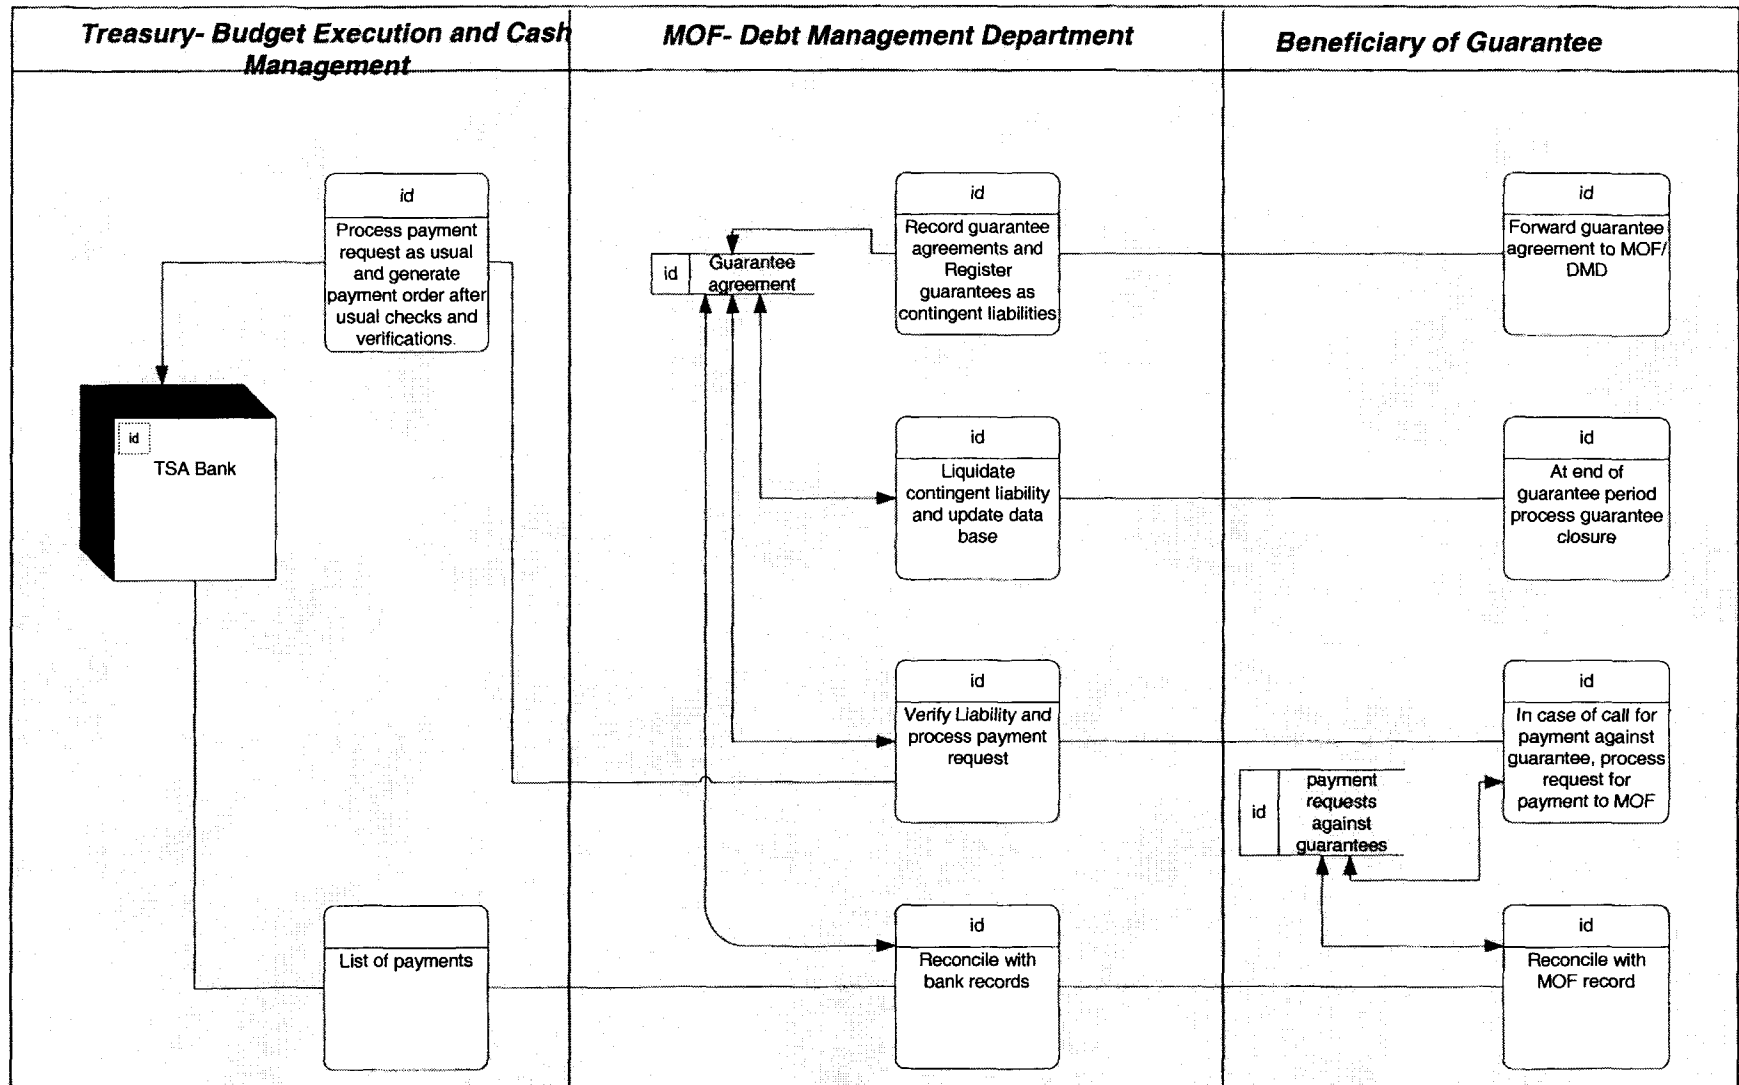 Treasury- Budget Execution and Cash
Management
MOF- Debt Management Department
Beneficiary of Guarantee
id
Process payment
request as usual
and generate
payment order after
usual checks and
verifications.
id
TSA Bank
List of payments
id
Guarantee
agreement
id
Record guarantee
agreements and
Register
guarantees as
contingent liabilities
id
Liquidate
contingent liability
and update data
base
id
Verify Liability and
process payment
request
id
Reconcile with
bank records
id
Forward guarantee
agreement to MOF/
DMD
id
At end of
guarantee period
process guarantee
closure
id
In case of call for
payment against
guarantee, process
request for
payment to MOF
id
payment
requests
against
guarantees
id
Reconcile with
MOF record